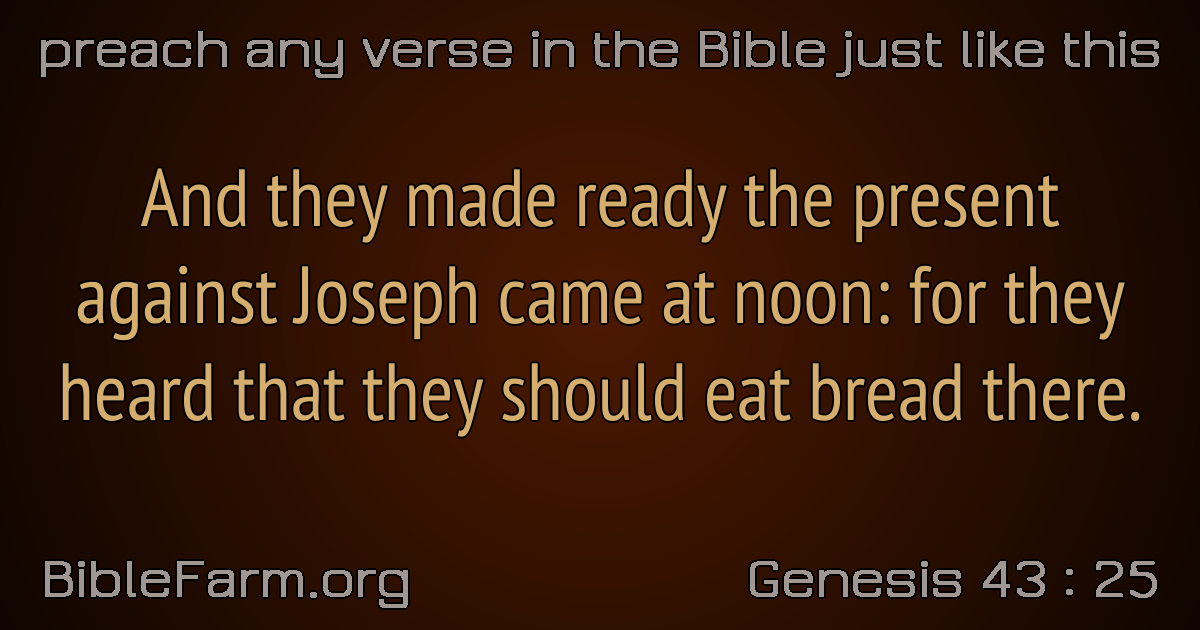 preach any verse in the Bible just like this
And they made ready the present
against Joseph came at noon: for they
heard that they should eat bread there.
BibleFarm.org
Genesis 43 : 25